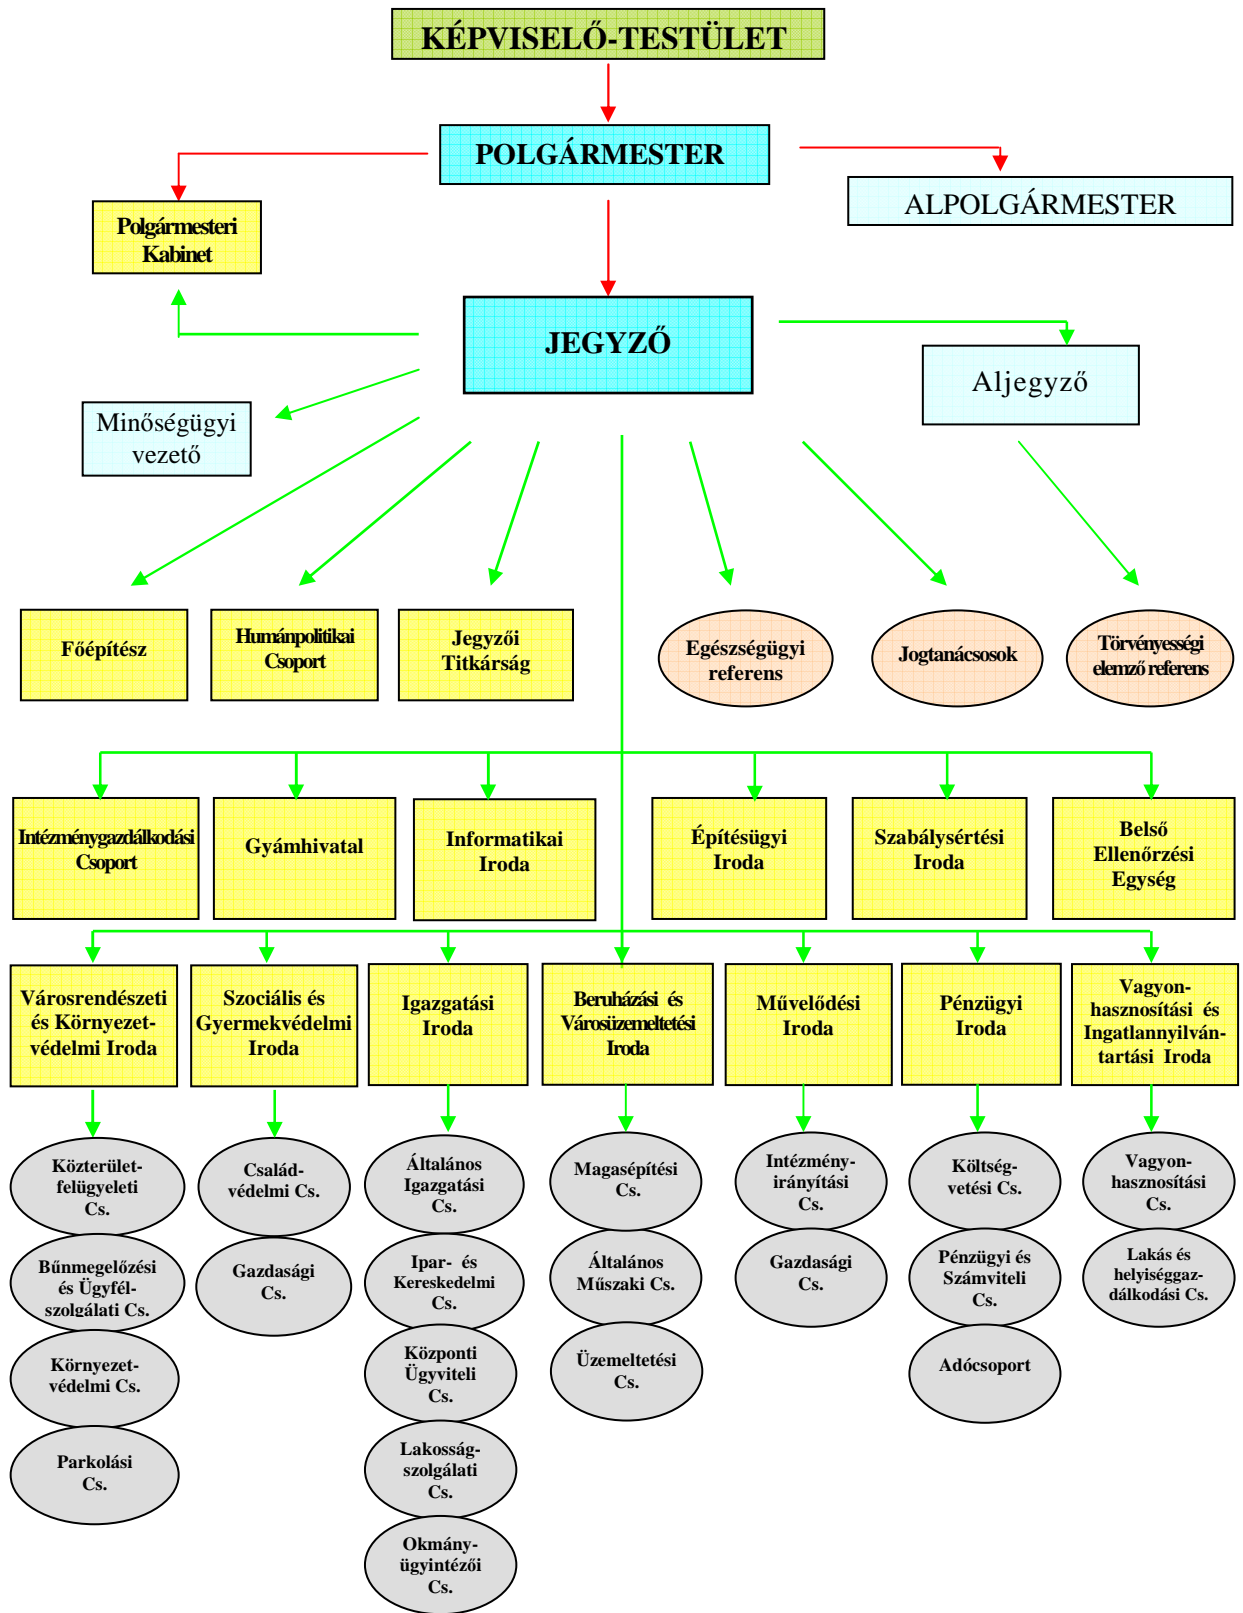 KÉPVISELŐ-TESTÜLET
POLGÁRMESTER
ALPOLGÁRMESTER
Polgármesteri
Kabinet
JEGYZŐ
Aljegyző
Minőségügyi
vezető
Főépítész
Humánpolitikai
Csoport
Jegyzői
Titkárság
Egészségügyi
referens
Jogtanácsosok
Törvényességi
elemző referens
Intézménygazdálkodási
Csoport
Gyámhivatal
Informatikai
Iroda
Építésügyi
Iroda
Szabálysértési
Iroda
Belső
Ellenőrzési
Egység
Városrendészeti
és Környezet-
védelmi Iroda
Szociális és
Gyermekvédelmi
Iroda
Igazgatási
Iroda
Beruházási és
Városüzemeltetési
Iroda
Művelődési
Iroda
Pénzügyi
Iroda
Vagyon-
hasznosítási és
Ingatlannyilván-
tartási Iroda
Közterület-
felügyeleti
Cs.
Bűnmegelőzési
és Ügyfél-
szolgálati Cs.
Környezet-
védelmi Cs.
Parkolási
Cs.
Család-
védelmi Cs.
Gazdasági
Cs.
Általános
Igazgatási
Cs.
Ipar- és
Kereskedelmi
Cs.
Központi
Ügyviteli
Cs.
Lakosság-
szolgálati
Cs.
Okmány-
ügyintézői
Cs.
Magasépítési
Cs.
Általános
Műszaki Cs.
Üzemeltetési
Cs.
Intézmény-
irányítási
Cs.
Gazdasági
Cs.
Költség-
vetési Cs.
Pénzügyi és
Számviteli
Cs.
Adócsoport
Vagyon-
hasznosítási
Cs.
Lakás és
helyiséggaz-
dálkodási Cs.